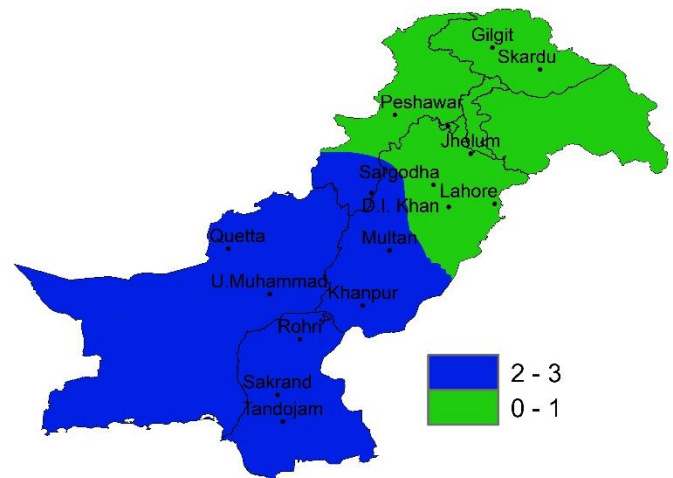 Gilgit
Skardu
Peshawar
Jhelum
Sargodha
Lahore
D.I. Khan
Quetta
Multan
U.Muhammad
Khanpur
Rohri
Sakrand
Tandojam
2 - 3
0 - 1